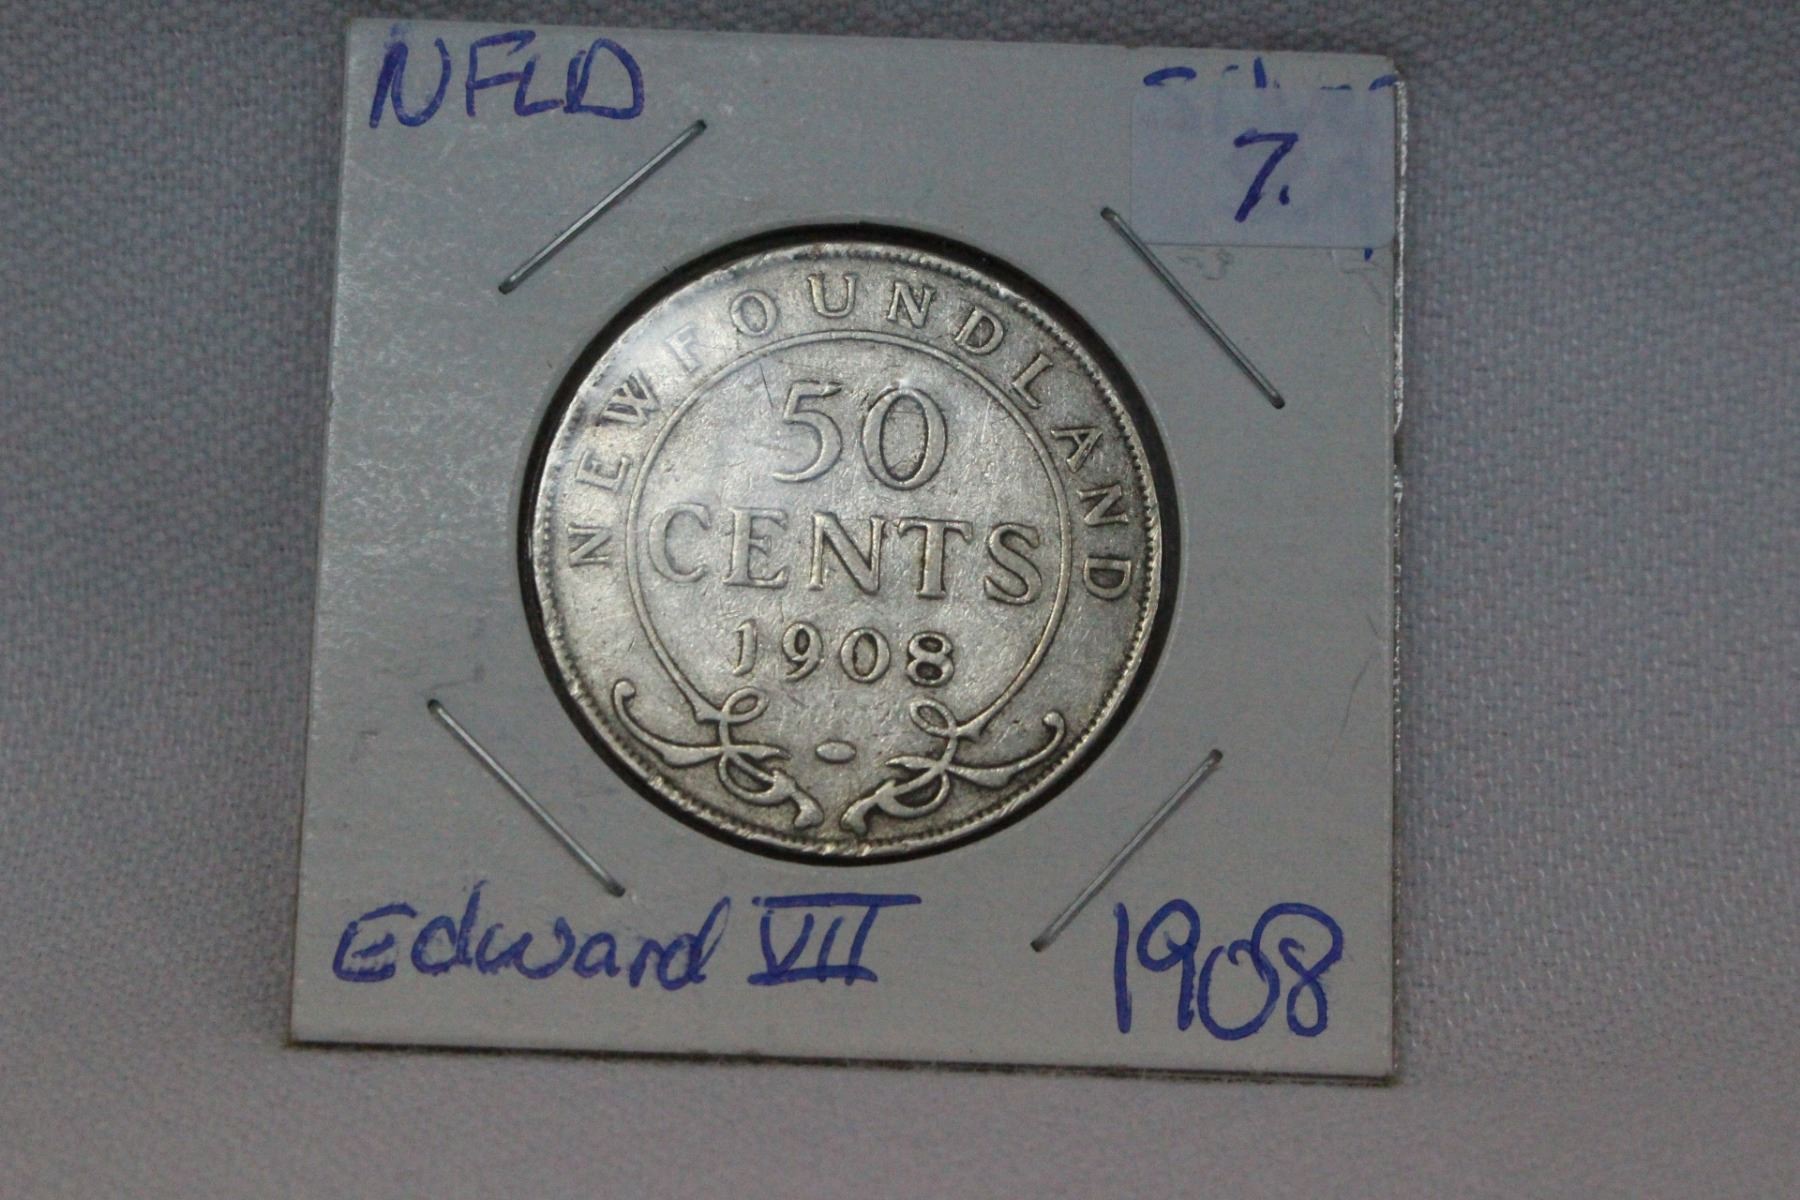 NFLD
7.
NEWFOUNDLAND
50
CENTS
1908
Edward VII
1908